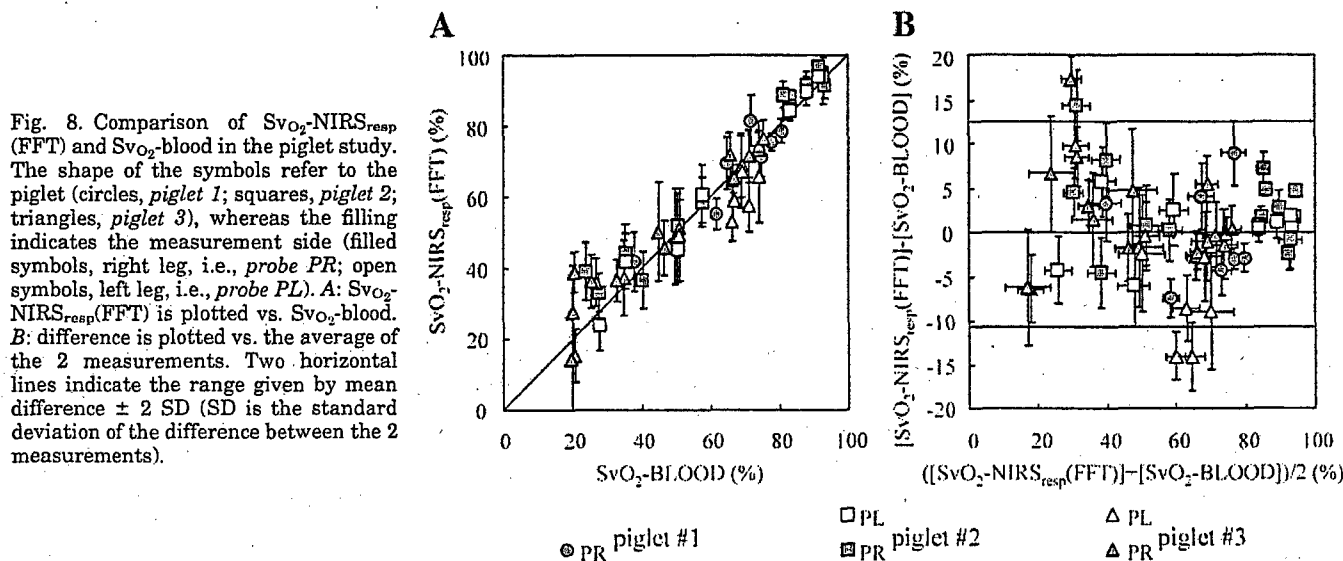 Fig. 8. Comparison of SvO₂-NIRSresp
(FFT) and SvO₂-blood in the piglet study.
The shape of the symbols refer to the
piglet (circles, piglet 1; squares, piglet 2;
triangles, piglet 3), whereas the filling
indicates the measurement side (filled
symbols, right leg, i.e., probe PR; open
symbols, left leg, i.e., probe PL). A: SvO₂-
NIRSresp(FFT) is plotted vs. SvO₂-blood.
B: difference is plotted vs. the average of
the 2 measurements. Two horizontal
lines indicate the range given by mean
difference ± 2 SD (SD is the standard
deviation of the difference between the 2
measurements).
A
SvO₂-NIRSresp(FFT) (%)
100
80
60
40
20
0
0 20 40 60 80 100
SvO₂-BLOOD (%)
B
[SvO₂-NIRSresp(FFT)]-[SvO₂-BLOOD] (%)
20
15
10
5
0
-5
-10
-15
-20
0 20 40 60 80 100
([SvO₂-NIRSresp(FFT)]+[SvO₂-BLOOD])/2 (%)
PR piglet #1
PL
PR piglet #2
PL
PR piglet #3